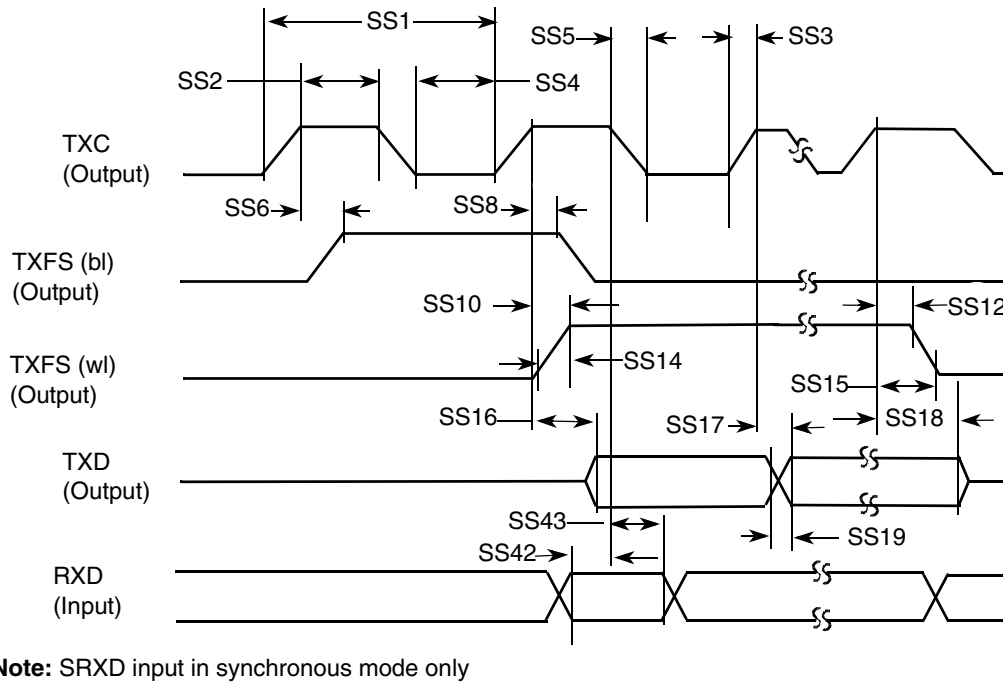 SS1
SS5
SS3
SS2
SS4
TXC
(Output)
SS6
SS8
TXFS (bl)
(Output)
SS10
SS12
SS14
TXFS (wl)
(Output)
SS15
SS16
SS17
SS18
TXD
(Output)
SS43
SS19
SS42
RXD
(Input)
Note: SRXD input in synchronous mode only